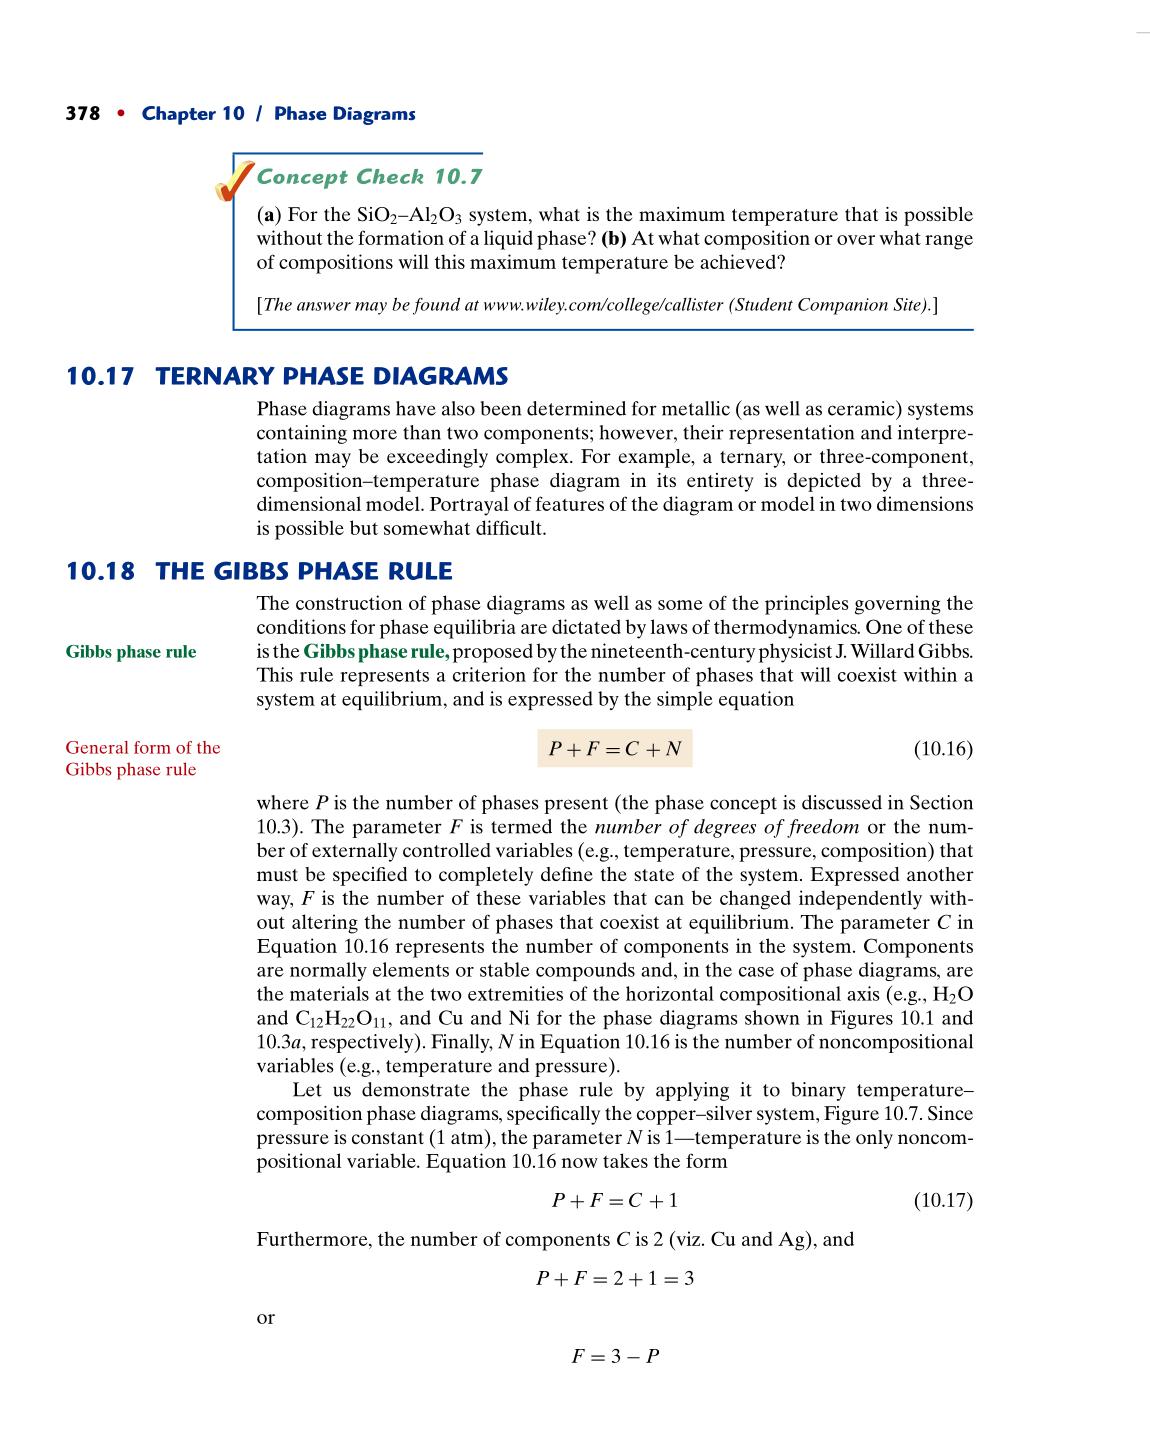 378 • Chapter 10 / Phase Diagrams
Concept Check 10.7
(a) For the SiO₂–Al₂O₃ system, what is the maximum temperature that is possible
without the formation of a liquid phase? (b) At what composition or over what range
of compositions will this maximum temperature be achieved?
[The answer may be found at www.wiley.com/college/callister (Student Companion Site).]
10.17 TERNARY PHASE DIAGRAMS
Phase diagrams have also been determined for metallic (as well as ceramic) systems
containing more than two components; however, their representation and interpre-
tation may be exceedingly complex. For example, a ternary, or three-component,
composition–temperature phase diagram in its entirety is depicted by a three-
dimensional model. Portrayal of features of the diagram or model in two dimensions
is possible but somewhat difficult.
10.18 THE GIBBS PHASE RULE
The construction of phase diagrams as well as some of the principles governing the
conditions for phase equilibria are dictated by laws of thermodynamics. One of these
Gibbs phase rule
is the Gibbs phase rule, proposed by the nineteenth-century physicist J. Willard Gibbs.
This rule represents a criterion for the number of phases that will coexist within a
system at equilibrium, and is expressed by the simple equation
General form of the
Gibbs phase rule
P + F = C + N (10.16)
where P is the number of phases present (the phase concept is discussed in Section
10.3). The parameter F is termed the number of degrees of freedom or the num-
ber of externally controlled variables (e.g., temperature, pressure, composition) that
must be specified to completely define the state of the system. Expressed another
way, F is the number of these variables that can be changed independently with-
out altering the number of phases that coexist at equilibrium. The parameter C in
Equation 10.16 represents the number of components in the system. Components
are normally elements or stable compounds and, in the case of phase diagrams, are
the materials at the two extremities of the horizontal compositional axis (e.g., H₂O
and C₁₂H₂₂O₁₁, and Cu and Ni for the phase diagrams shown in Figures 10.1 and
10.3a, respectively). Finally, N in Equation 10.16 is the number of noncompositional
variables (e.g., temperature and pressure).
Let us demonstrate the phase rule by applying it to binary temperature–
composition phase diagrams, specifically the copper–silver system, Figure 10.7. Since
pressure is constant (1 atm), the parameter N is 1—temperature is the only noncom-
positional variable. Equation 10.16 now takes the form
P + F = C + 1 (10.17)
Furthermore, the number of components C is 2 (viz. Cu and Ag), and
P + F = 2 + 1 = 3
or
F = 3 − P